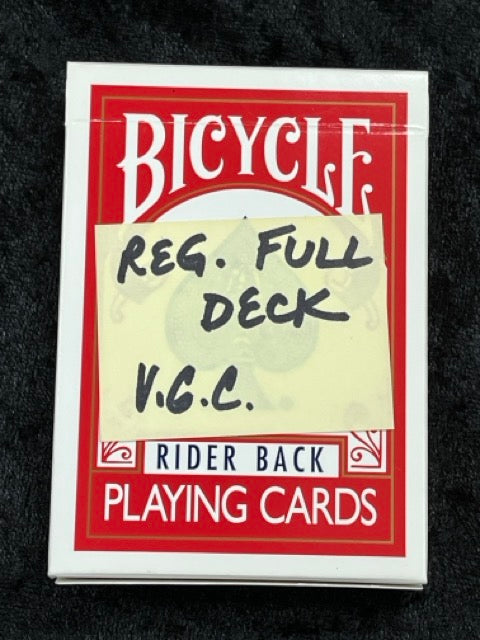 BICYCLE
REG. FULL
DECK
V.G.C.
RIDER BACK
PLAYING CARDS